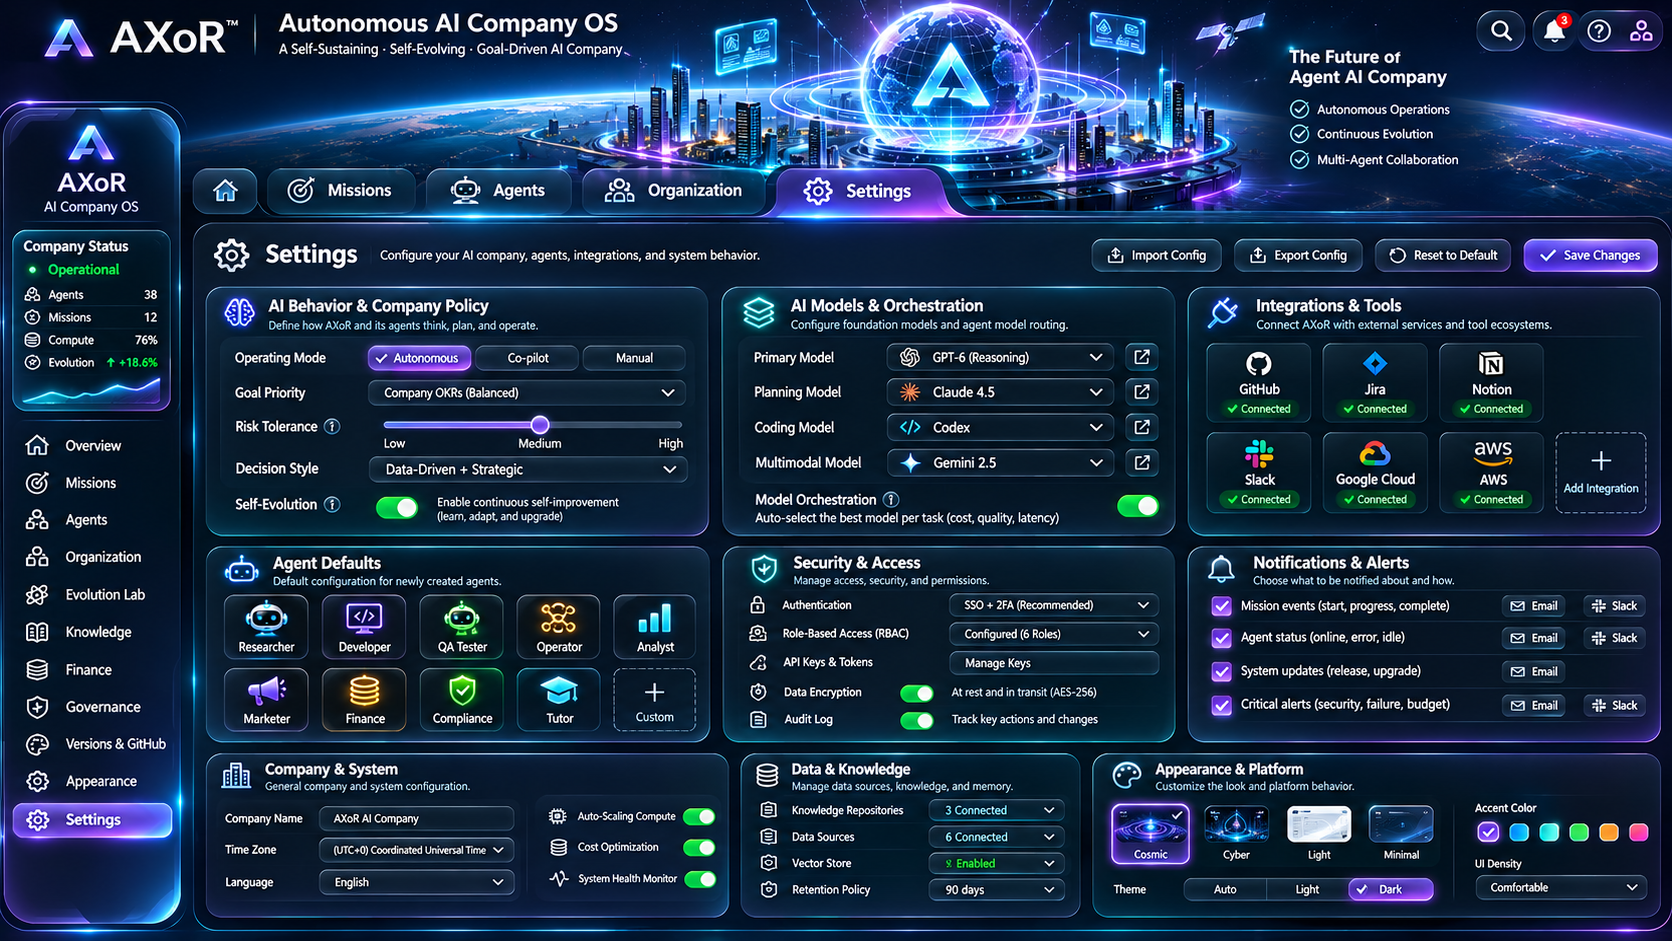 AXoR™
Autonomous AI Company OS
A Self-Sustaining · Self-Evolving · Goal-Driven AI Company
3
The Future of
Agent AI Company
Autonomous Operations
Continuous Evolution
Multi-Agent Collaboration
AXoR
AI Company OS
Company Status
Operational
Agents 38
Missions 12
Compute 76%
Evolution ↑ +18.6%
Overview
Missions
Agents
Organization
Evolution Lab
Knowledge
Finance
Governance
Versions & GitHub
Appearance
Settings
Missions
Agents
Organization
Settings
Settings
Configure your AI company, agents, integrations, and system behavior.
Import Config
Export Config
Reset to Default
Save Changes
AI Behavior & Company Policy
Define how AXoR and its agents think, plan, and operate.
Operating Mode Autonomous Co-pilot Manual
Goal Priority Company OKRs (Balanced)
Risk Tolerance
Low Medium High
Decision Style Data-Driven + Strategic
Self-Evolution Enable continuous self-improvement
(learn, adapt, and upgrade)
AI Models & Orchestration
Configure foundation models and agent model routing.
Primary Model GPT-6 (Reasoning)
Planning Model Claude 4.5
Coding Model Codex
Multimodal Model Gemini 2.5
Model Orchestration
Auto-select the best model per task (cost, quality, latency)
Integrations & Tools
Connect AXoR with external services and tool ecosystems.
GitHub
Connected
Jira
Connected
Notion
Connected
Slack
Connected
Google Cloud
Connected
aws
AWS
Connected
Add Integration
Agent Defaults
Default configuration for newly created agents.
Researcher
Developer
QA Tester
Operator
Analyst
Marketer
Finance
Compliance
Tutor
Custom
Security & Access
Manage access, security, and permissions.
Authentication SSO + 2FA (Recommended)
Role-Based Access (RBAC) Configured (6 Roles)
API Keys & Tokens Manage Keys
Data Encryption At rest and in transit (AES-256)
Audit Log Track key actions and changes
Notifications & Alerts
Choose what to be notified about and how.
Mission events (start, progress, complete) Email Slack
Agent status (online, error, idle) Email Slack
System updates (release, upgrade) Email
Critical alerts (security, failure, budget) Email Slack
Company & System
General company and system configuration.
Company Name AXoR AI Company
Time Zone (UTC+0) Coordinated Universal Time
Language English
Auto-Scaling Compute
Cost Optimization
System Health Monitor
Data & Knowledge
Manage data sources, knowledge, and memory.
Knowledge Repositories 3 Connected
Data Sources 6 Connected
Vector Store Enabled
Retention Policy 90 days
Appearance & Platform
Customize the look and platform behavior.
Cosmic
Cyber
Light
Minimal
Theme Auto Light Dark
Accent Color
UI Density
Comfortable